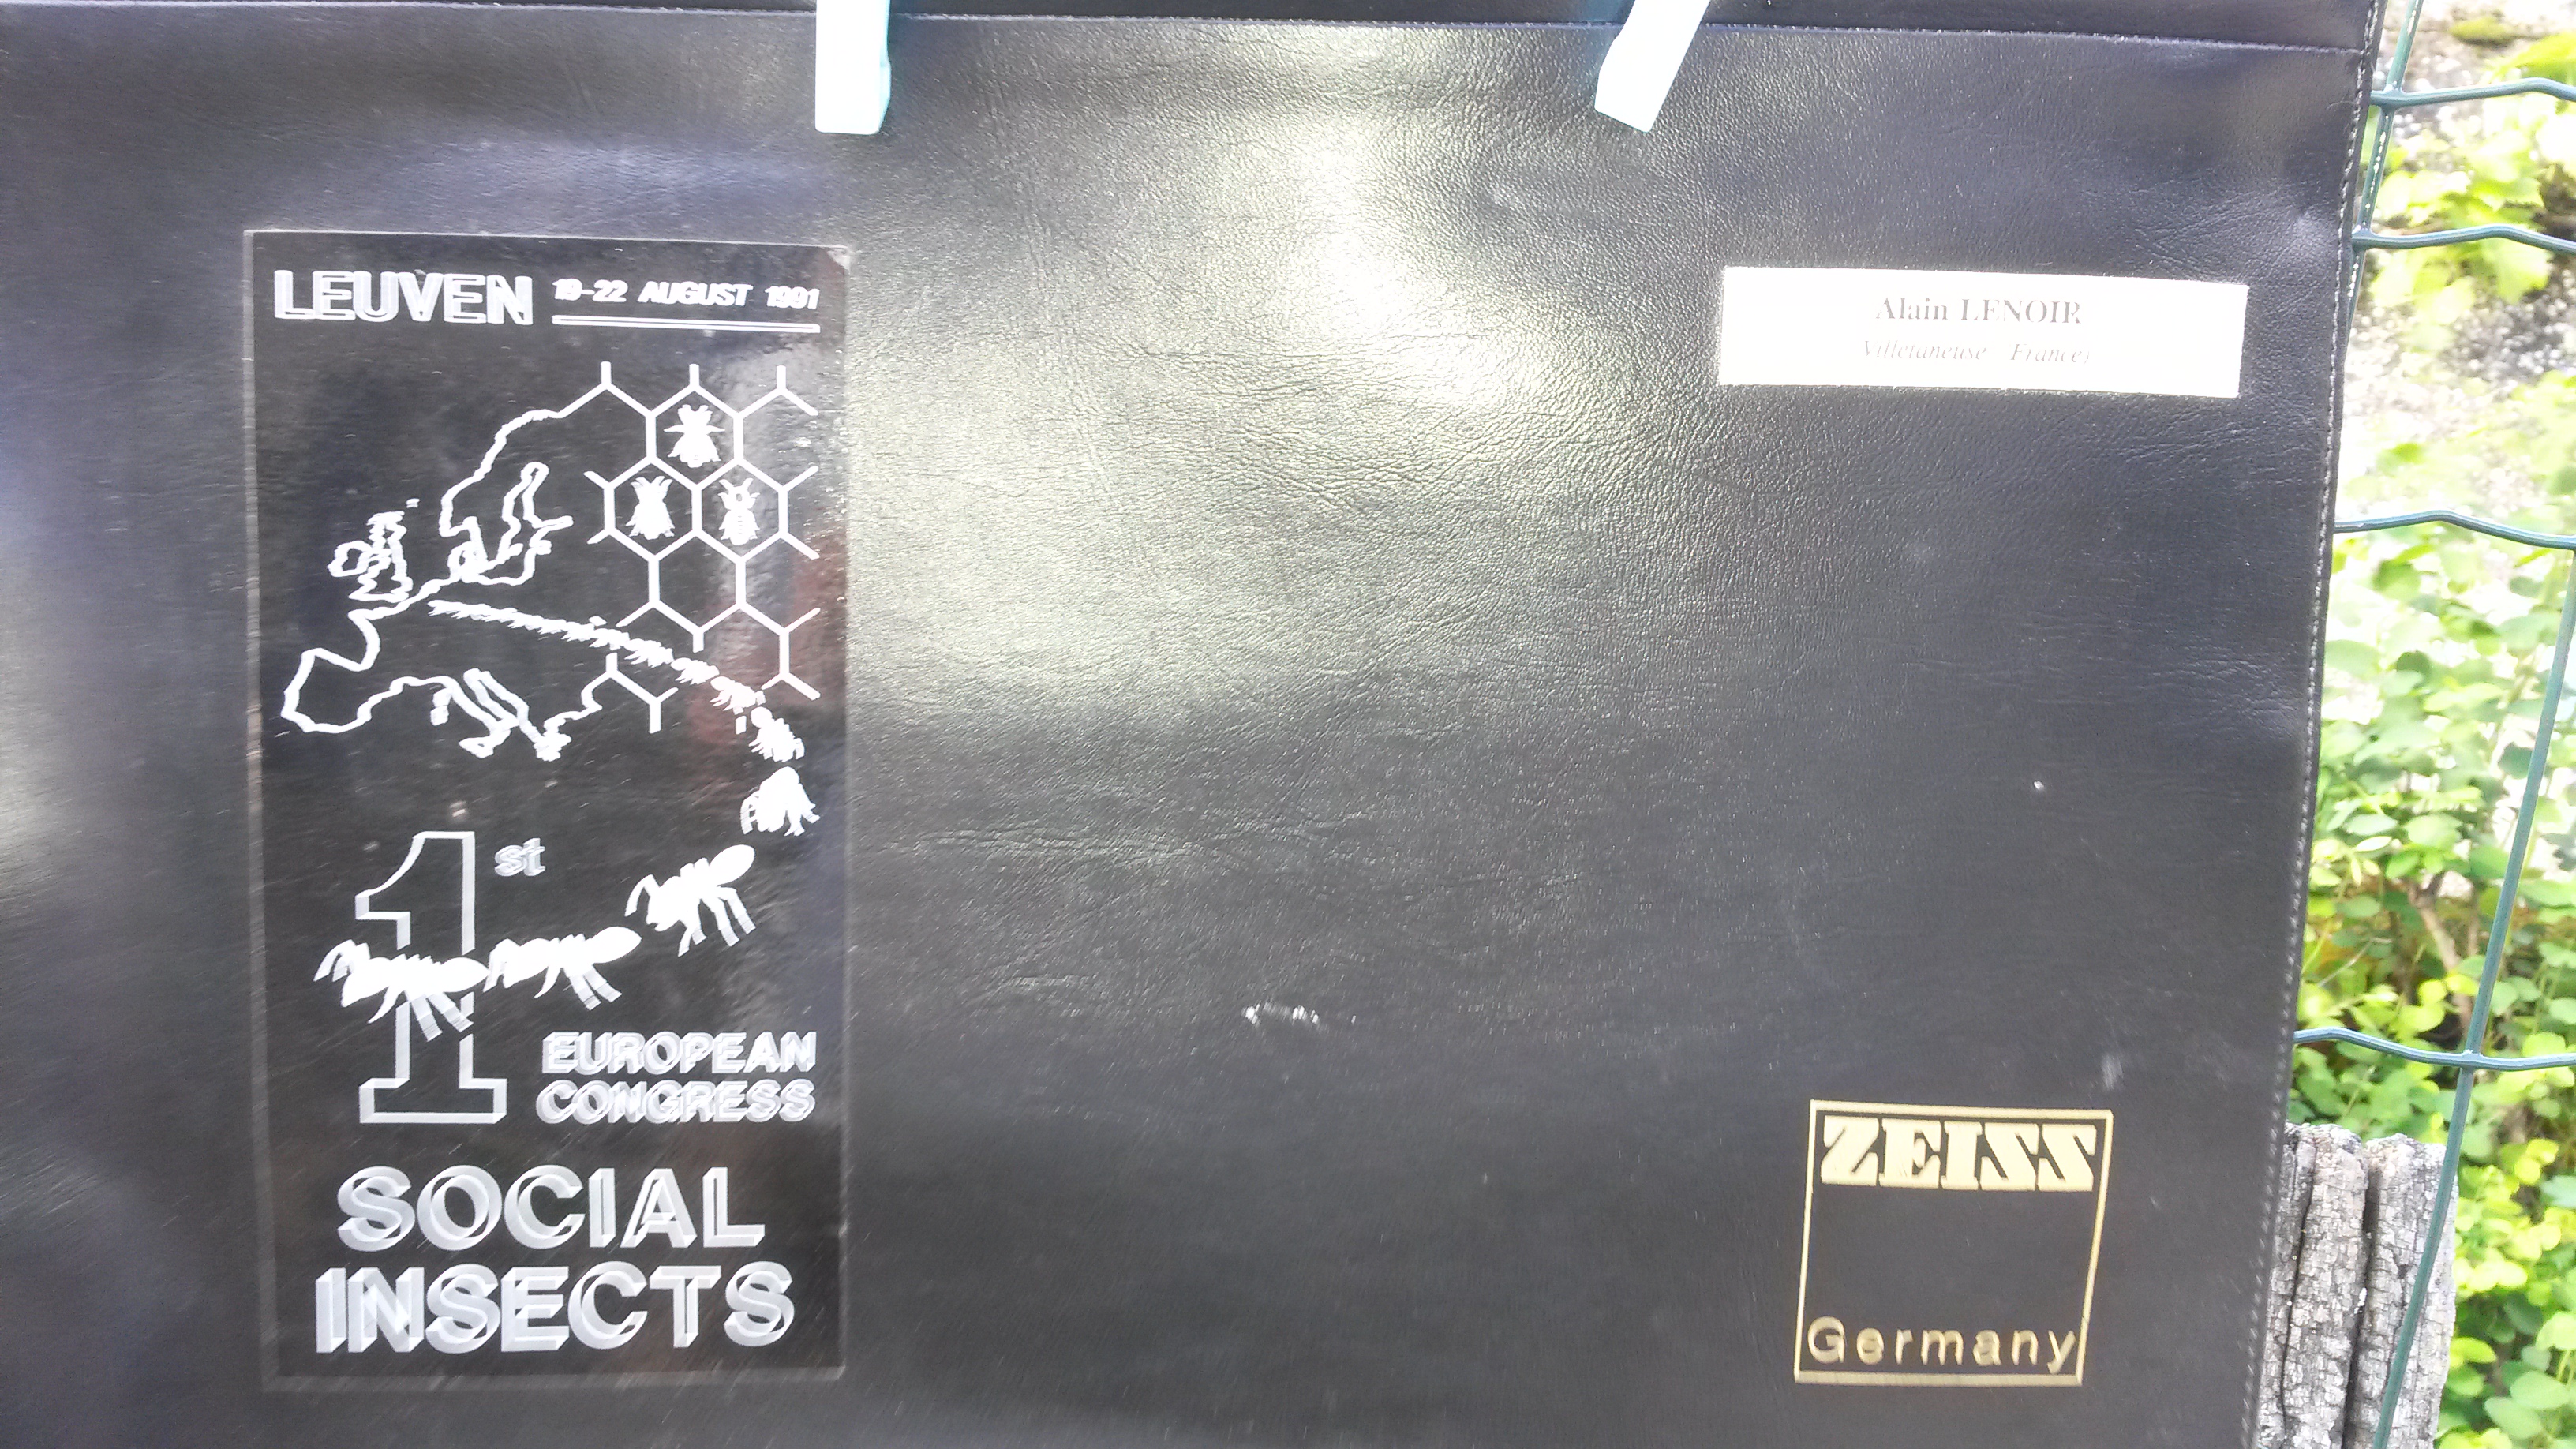 LEUVEN 19-22 AUGUST 1991
1st
EUROPEAN
CONGRESS
SOCIAL
INSECTS
Alain LENOIR
Villetaneuse France)
ZEISS
Germany